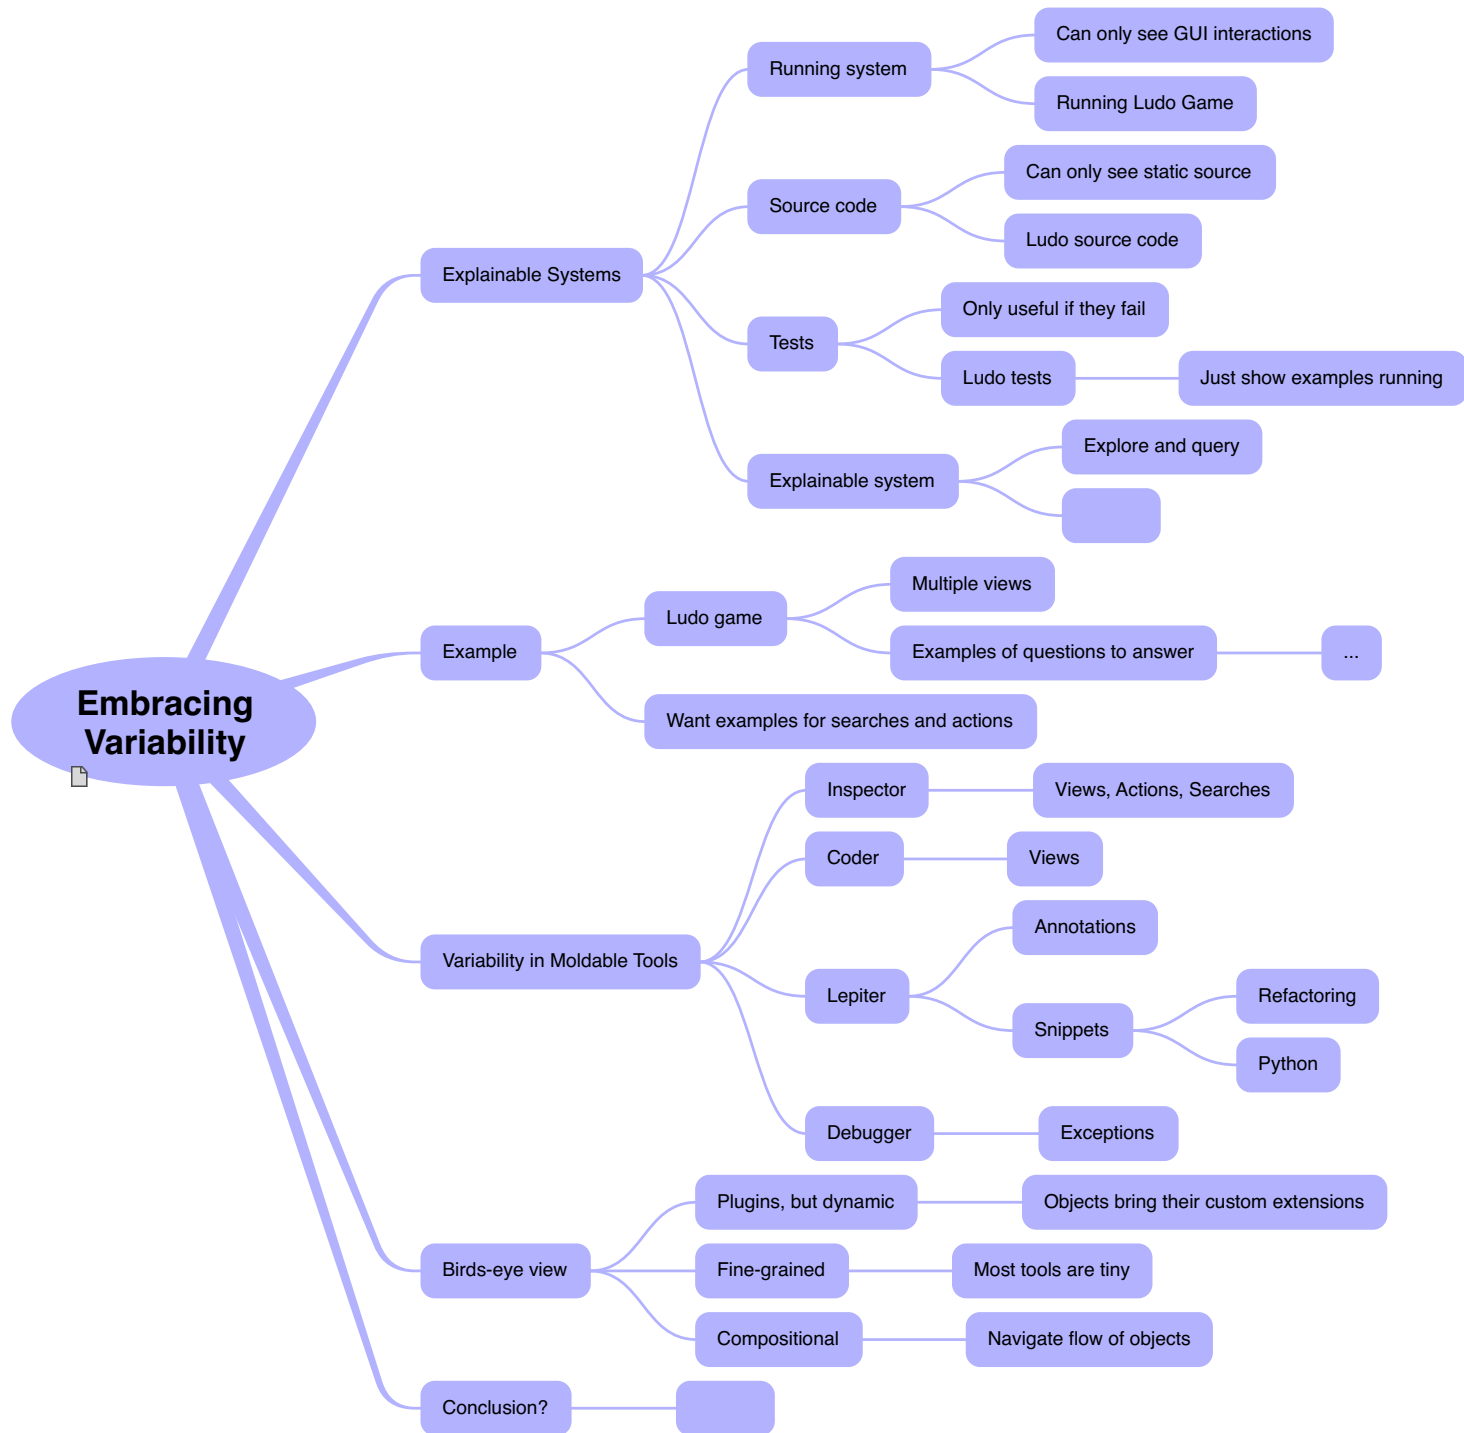 Can only see GUI interactions
Running system
Running Ludo Game
Can only see static source
Source code
Ludo source code
Explainable Systems
Only useful if they fail
Tests
Ludo tests
Just show examples running
Explore and query
Explainable system
Multiple views
Ludo game
Example
Examples of questions to answer
...
Want examples for searches and actions
Embracing
Variability
Inspector
Views, Actions, Searches
Coder
Views
Annotations
Variability in Moldable Tools
Lepiter
Refactoring
Snippets
Python
Debugger
Exceptions
Plugins, but dynamic
Objects bring their custom extensions
Birds-eye view
Fine-grained
Most tools are tiny
Compositional
Navigate flow of objects
Conclusion?